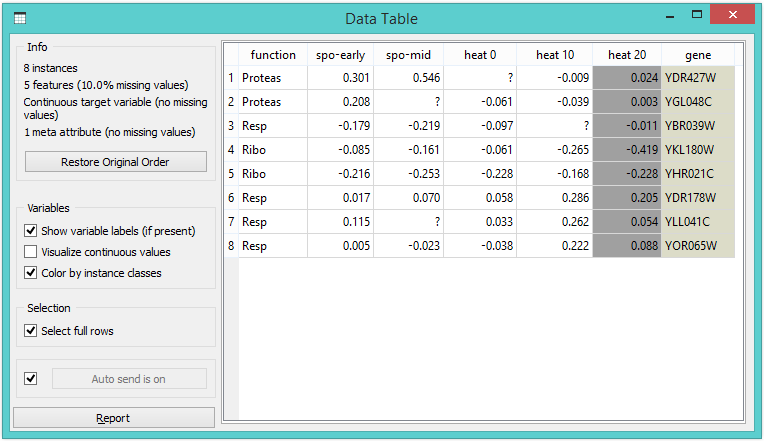 Data Table
Info
8 instances
5 features (10.0% missing values)
Continuous target variable (no missing
values)
1 meta attribute (no missing values)
Restore Original Order
Variables
Show variable labels (if present)
Visualize continuous values
Color by instance classes
Selection
Select full rows
Auto send is on
Report
function spo-early spo-mid heat 0 heat 10 heat 20 gene
1 Proteas 0.301 0.546 ? -0.009 0.024 YDR427W
2 Proteas 0.208 ? -0.061 -0.039 0.003 YGL048C
3 Resp -0.179 -0.219 -0.097 ? -0.011 YBR039W
4 Ribo -0.085 -0.161 -0.061 -0.265 -0.419 YKL180W
5 Ribo -0.216 -0.253 -0.228 -0.168 -0.228 YHR021C
6 Resp 0.017 0.070 0.058 0.286 0.205 YDR178W
7 Resp 0.115 ? 0.033 0.262 0.054 YLL041C
8 Resp 0.005 -0.023 -0.038 0.222 0.088 YOR065W